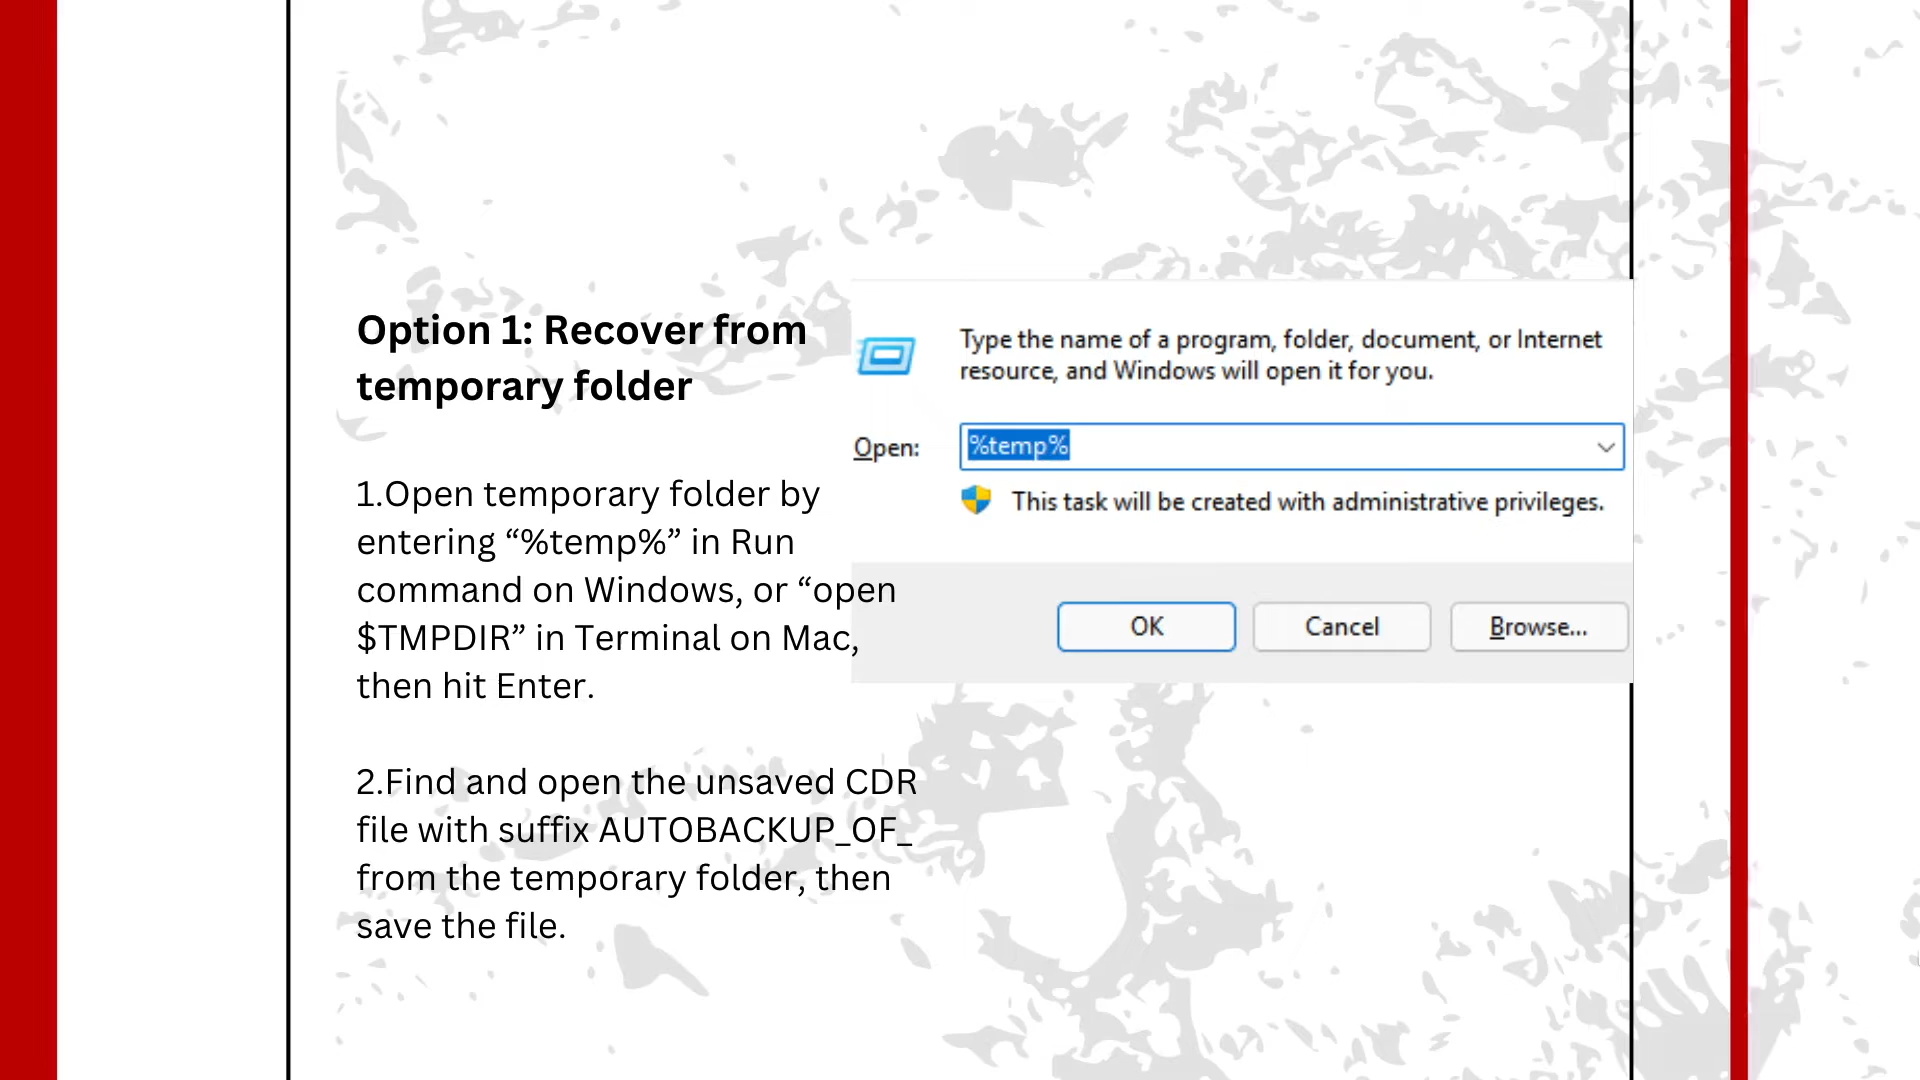 Option 1: Recover from
temporary folder
1.Open temporary folder by
entering “%temp%” in Run
command on Windows, or “open
$TMPDIR” in Terminal on Mac,
then hit Enter.
2.Find and open the unsaved CDR
file with suffix AUTOBACKUP_OF_
from the temporary folder, then
save the file.
Type the name of a program, folder, document, or Internet
resource, and Windows will open it for you.
Open: %temp%
This task will be created with administrative privileges.
OK Cancel Browse...